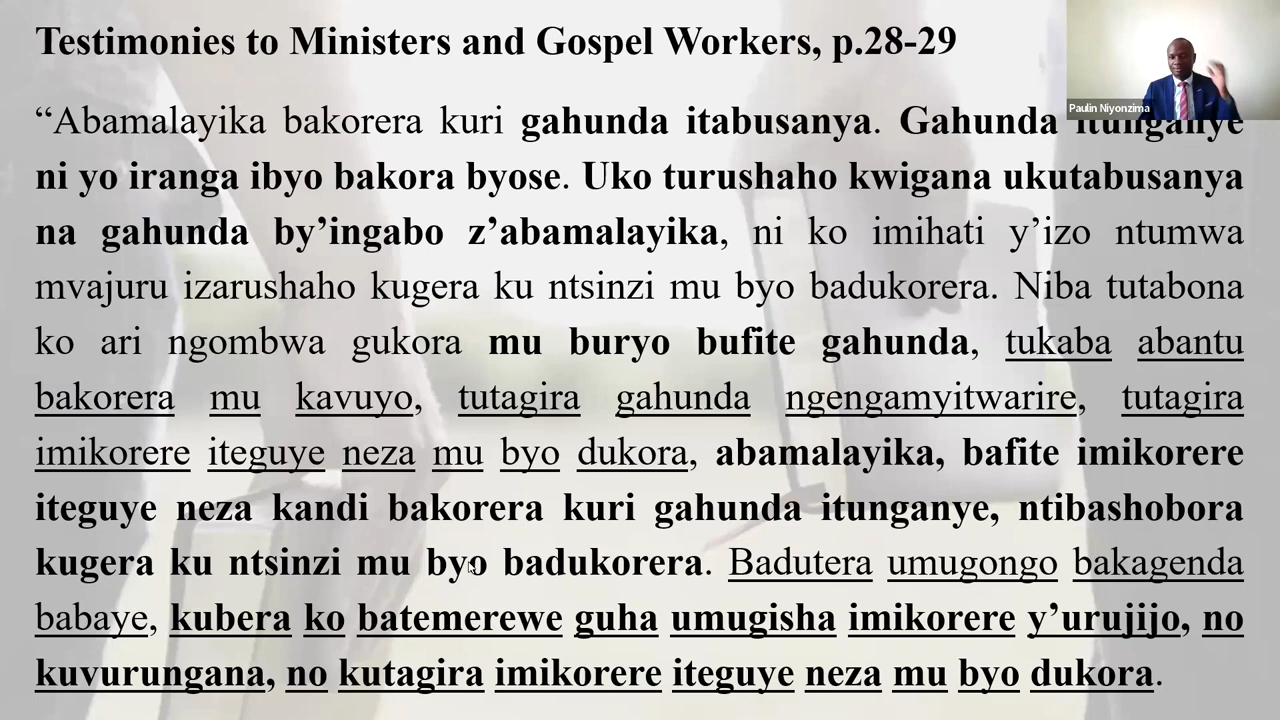 Testimonies to Ministers and Gospel Workers, p.28-29
Paulin Niyonzima
“Abamalayika bakorera kuri gahunda itabusanya. Gahunda itunganye
ni yo iranga ibyo bakora byose. Uko turushaho kwigana ukutabusanya
na gahunda by’ingabo z’abamalayika, ni ko imihati y’izo ntumwa
mvajuru izarushaho kugera ku ntsinzi mu byo badukorera. Niba tutabona
ko ari ngombwa gukora mu buryo bufite gahunda, tukaba abantu
bakorera mu kavuyo, tutagira gahunda ngengamyitwarire, tutagira
imikorere iteguye neza mu byo dukora, abamalayika, bafite imikorere
iteguye neza kandi bakorera kuri gahunda itunganye, ntibashobora
kugera ku ntsinzi mu byo badukorera. Badutera umugongo bakagenda
babaye, kubera ko batemerewe guha umugisha imikorere y’urujijo, no
kuvurungana, no kutagira imikorere iteguye neza mu byo dukora.